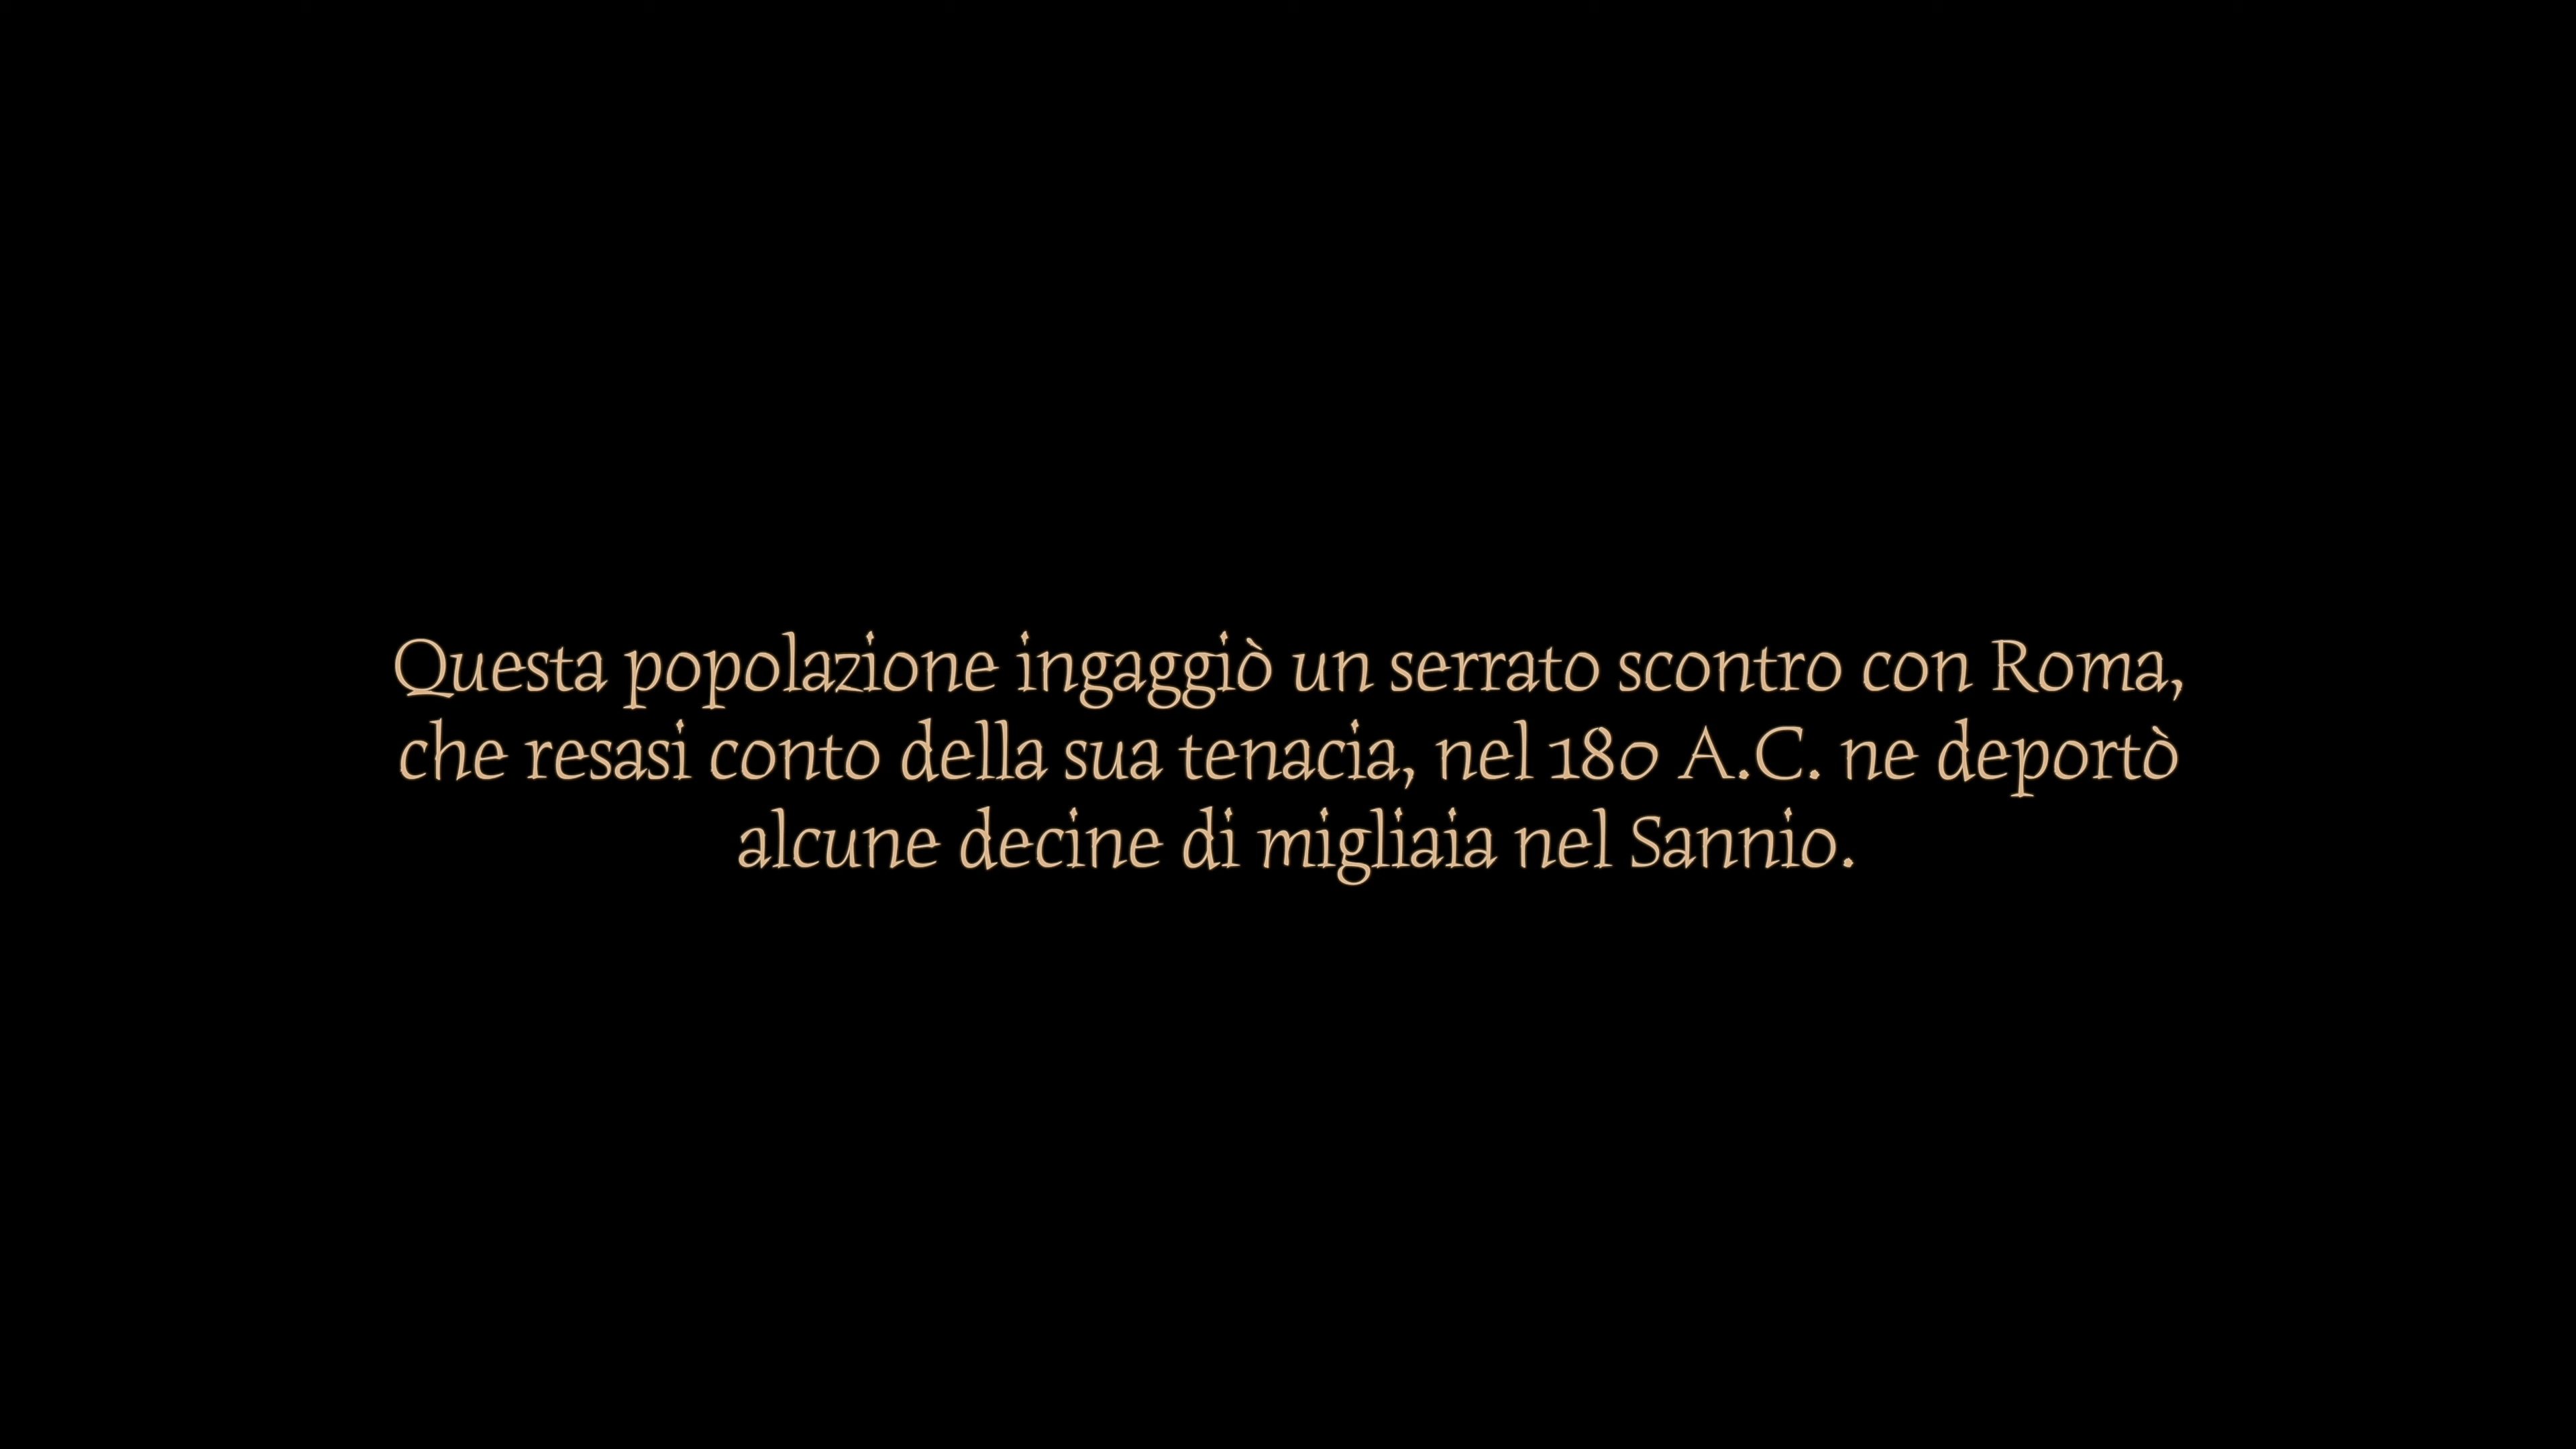 Questa popolazione ingaggiò un serrato scontro con Roma,
che resasi conto della sua tenacia, nel 180 A.C. ne deportò
alcune decine di migliaia nel Sannio.